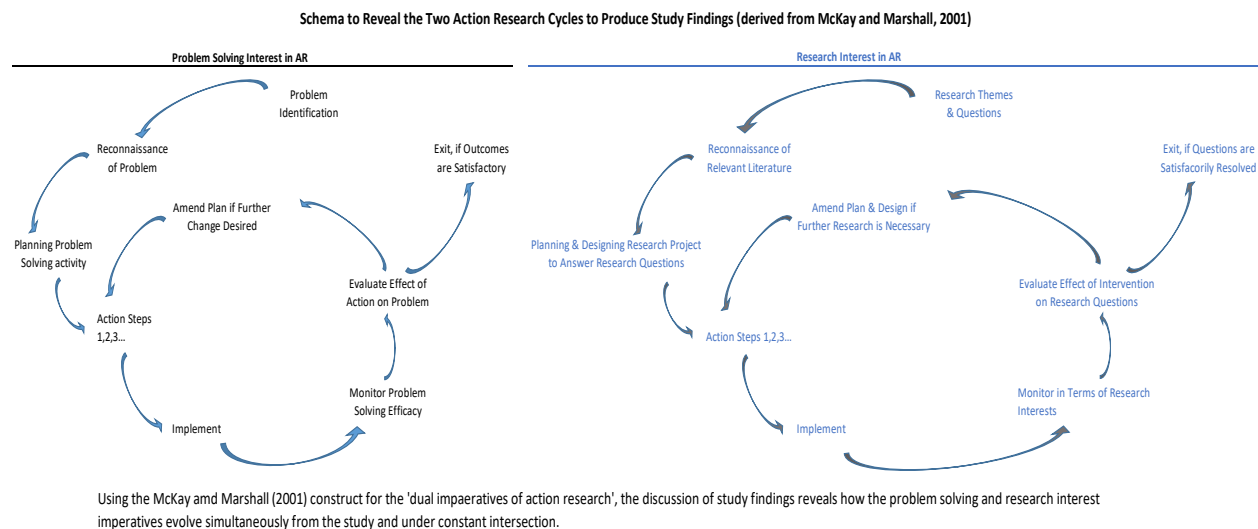 Schema to Reveal the Two Action Research Cycles to Produce Study Findings (derived from McKay and Marshall, 2001)
Problem Solving Interest in AR
Problem
Identification
Reconnaissance
of Problem
Exit, if Outcomes
are Satisfactory
Amend Plan if Further
Change Desired
Planning Problem
Solving activity
Evaluate Effect of
Action on Problem
Action Steps
1,2,3...
Monitor Problem
Solving Efficacy
Implement
Research Interest in AR
Research Themes
& Questions
Reconnaissance of
Relevant Literature
Exit, if Questions are
Satisfacorily Resolved
Amend Plan & Design if
Further Research is Necessary
Planning & Designing Research Project
to Answer Research Questions
Evaluate Effect of Intervention
on Research Questions
Action Steps 1,2,3...
Monitor in Terms of Research
Interests
Implement
Using the McKay amd Marshall (2001) construct for the 'dual impaeratives of action research', the discussion of study findings reveals how the problem solving and research interest
imperatives evolve simultaneously from the study and under constant intersection.